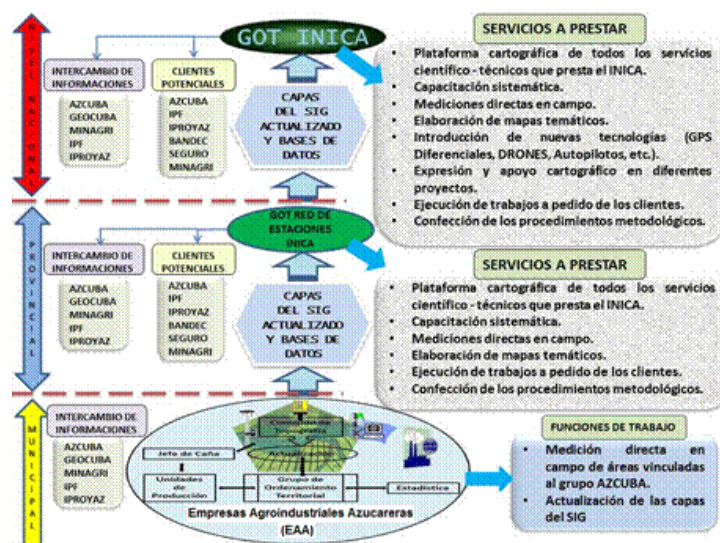 NIVEL NACIONAL
GOT INICA
INTERCAMBIO DE
INFORMACIONES
AZCUBA
GEOCUBA
MINAGRI
IPF
IPROYAZ
CLIENTES
POTENCIALES
AZCUBA
IPF
IPROYAZ
BANDEC
SEGURO
MINAGRI
CAPAS
DEL SIG
ACTUALIZADO
Y BASES DE
DATOS
SERVICIOS A PRESTAR
• Plataforma cartográfica de todos los servicios
científico - técnicos que presta el INICA.
• Capacitación sistemática.
• Mediciones directas en campo.
• Elaboración de mapas temáticos.
• Introducción de nuevas tecnologías (GPS
Diferenciales, DRONES, Autopilotos, etc.).
• Expresión y apoyo cartográfico en diferentes
proyectos.
• Ejecución de trabajos a pedido de los clientes.
• Confección de los procedimientos metodológicos.
PROVINCIAL
GOT RED DE
ESTACIONES
INICA
INTERCAMBIO DE
INFORMACIONES
AZCUBA
GEOCUBA
MINAGRI
IPF
IPROYAZ
CLIENTES
POTENCIALES
AZCUBA
IPF
IPROYAZ
BANDEC
SEGURO
MINAGRI
CAPAS
DEL SIG
ACTUALIZADO
Y BASES DE
DATOS
SERVICIOS A PRESTAR
• Plataforma cartográfica de todos los servicios
científico - técnicos que presta el INICA.
• Capacitación sistemática.
• Mediciones directas en campo.
• Elaboración de mapas temáticos.
• Ejecución de trabajos a pedido de los clientes.
• Confección de los procedimientos metodológicos.
MUNICIPAL
INTERCAMBIO DE
INFORMACIONES
AZCUBA
GEOCUBA
MINAGRI
IPF
IPROYAZ
Jefe de Caña
Actualización
Unidades
de
Producción
Grupo de
Ordenamiento
Territorial
Estadística
Empresas Agroindustriales Azucareras
(EAA)
FUNCIONES DE TRABAJO
• Medición directa en
campo de áreas vinculadas
al grupo AZCUBA.
• Actualización de las capas
del SIG